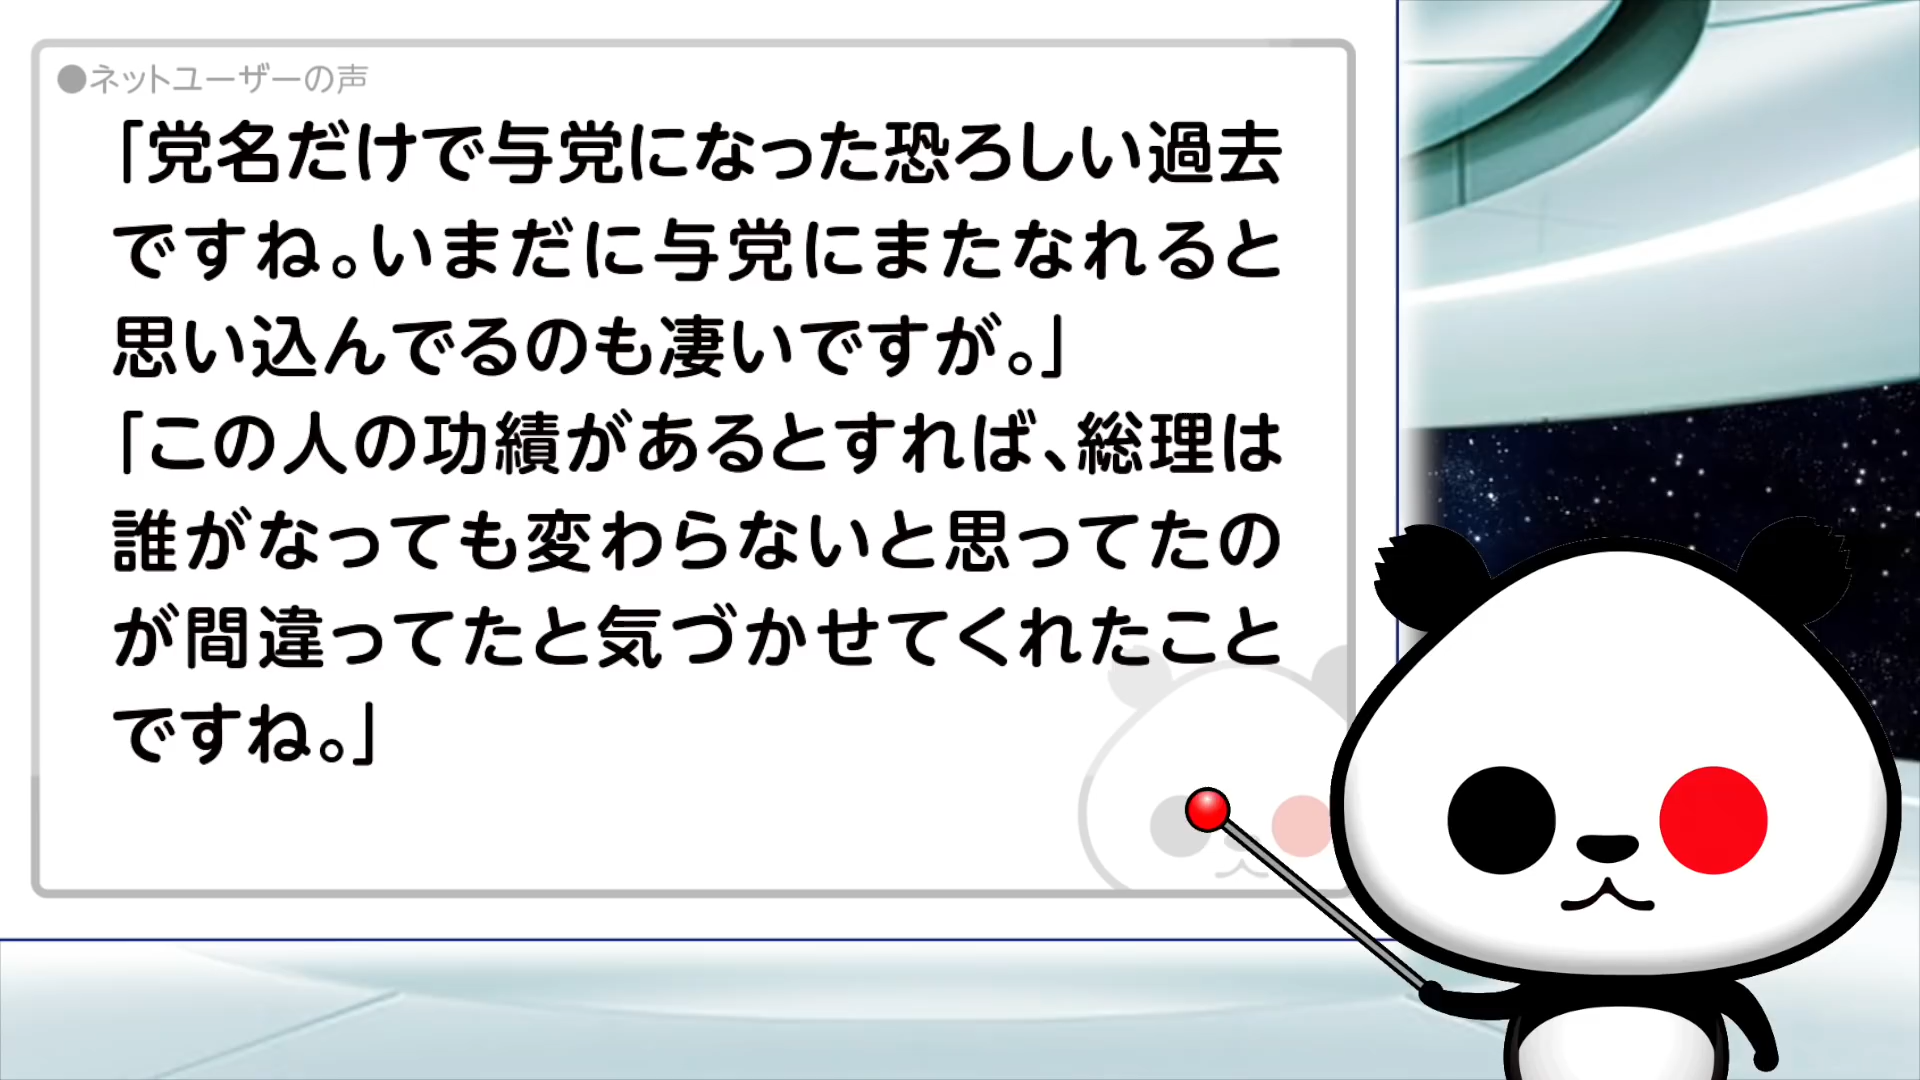 ●ネットユーザーの声
「党名だけで与党になった恐ろしい過去
ですね。いまだに与党にまたなれると
思い込んでるのも凄いですが。」
「この人の功績があるとすれば、総理は
誰がなっても変わらないと思ってたの
が間違ってたと気づかせてくれたこと
ですね。」